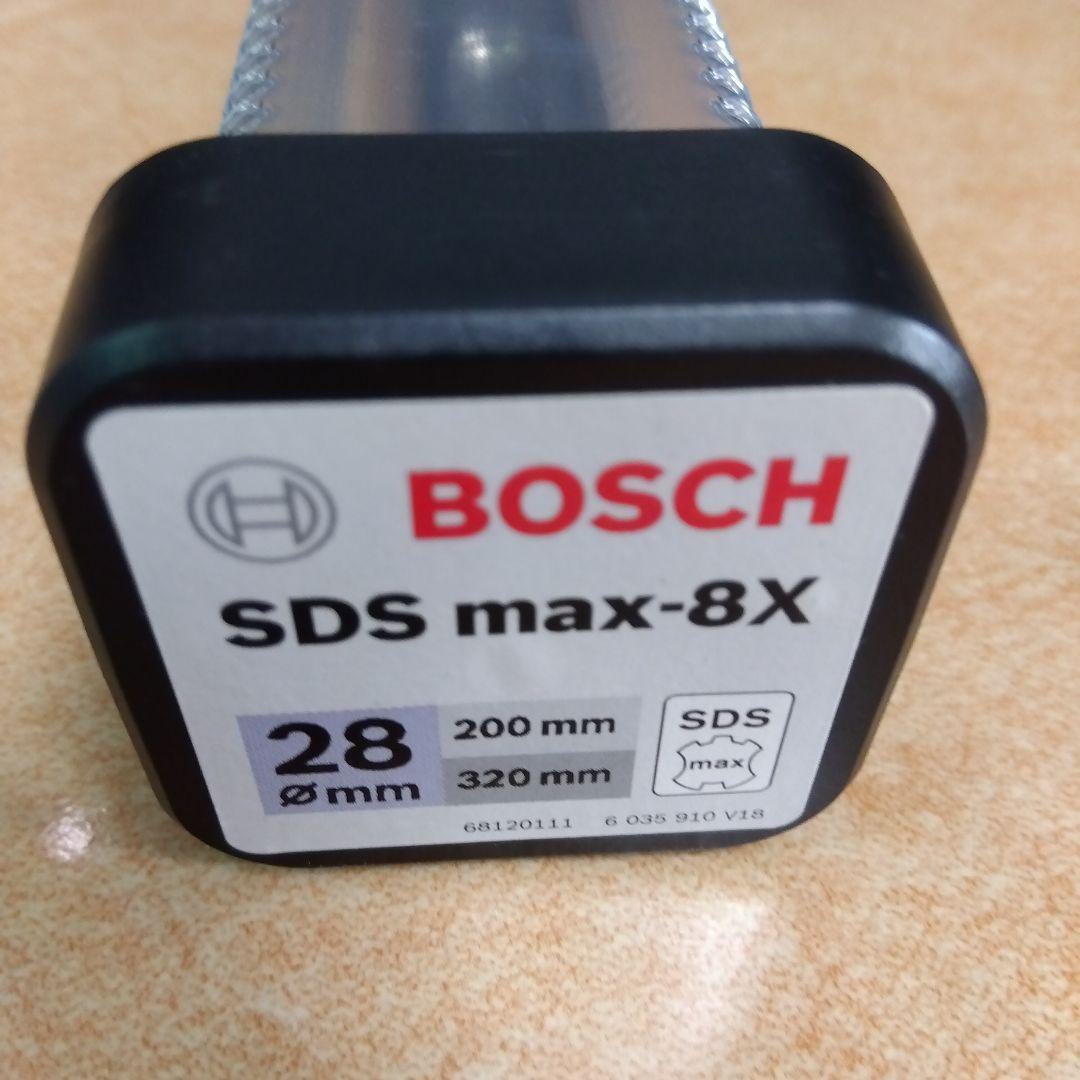 BOSCH
SDS max-8X
28
Ømm
200 mm
320 mm
SDS
max
68120111 6 035 910 V18